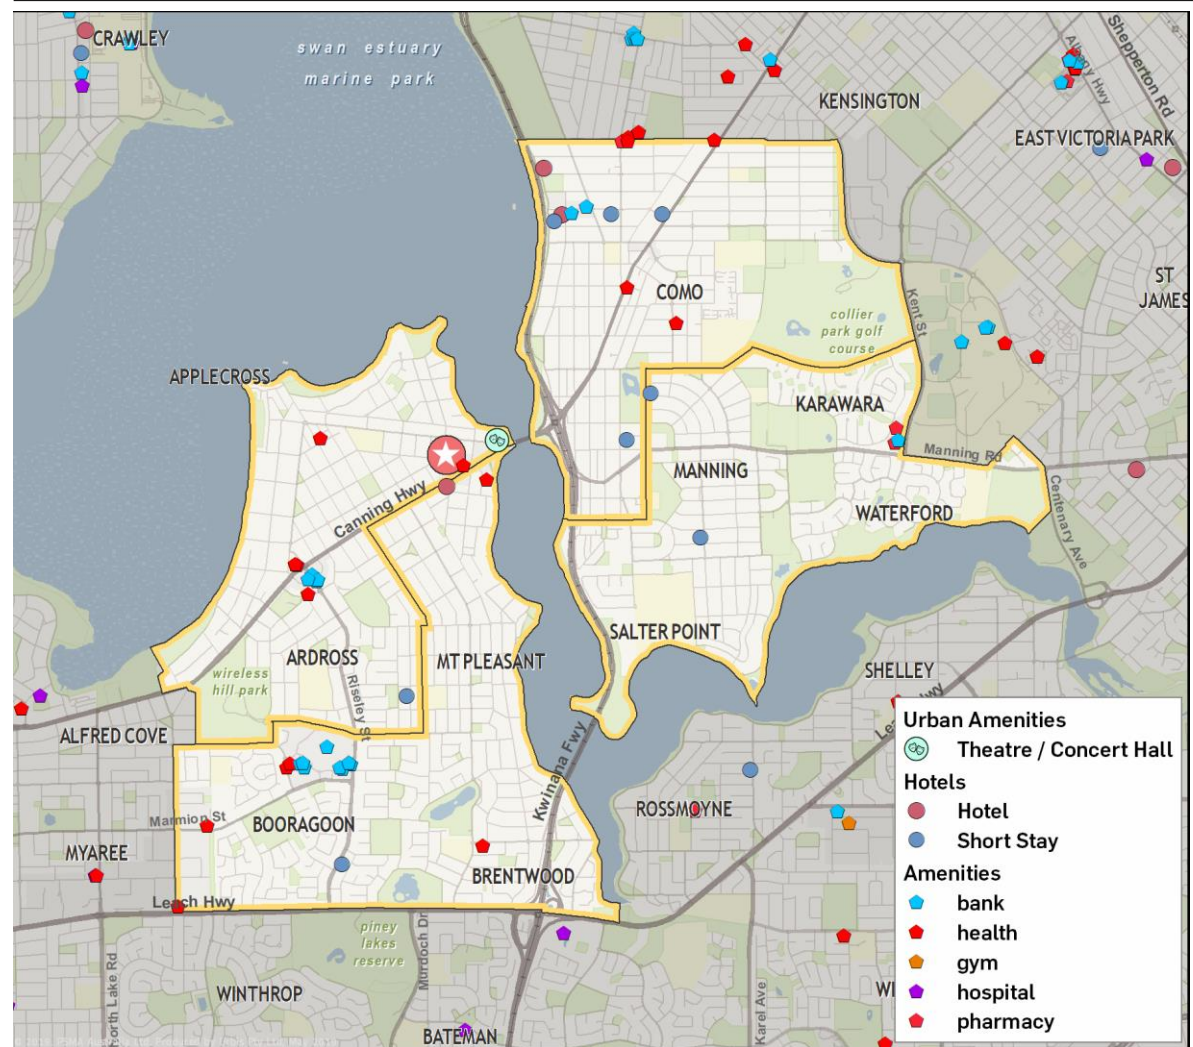 CRAWLEY
swan estuary
marine park
Shepperton Rd
Albany Hwy
KENSINGTON
EAST VICTORIA PARK
ST
JAMES
COMO
Kent St
collier
park golf
course
APPLECROSS
KARAWARA
Manning Rd
MANNING
Canning Hwy
WATERFORD
Centenary Ave
SALTER POINT
ARDROSS
MT PLEASANT
wireless
hill park
Riseley St
SHELLEY
ALFRED COVE
Kwinana Fwy
Marmion St
BOORAGOON
ROSSMOYNE
MYAREE
BRENTWOOD
Leach Hwy
piney
lakes
reserve
Murdoch Dr
WINTHROP
North Lake Rd
BATEMAN
Karel Ave
WI
Urban Amenities
Theatre / Concert Hall
Hotels
Hotel
Short Stay
Amenities
bank
health
gym
hospital
pharmacy